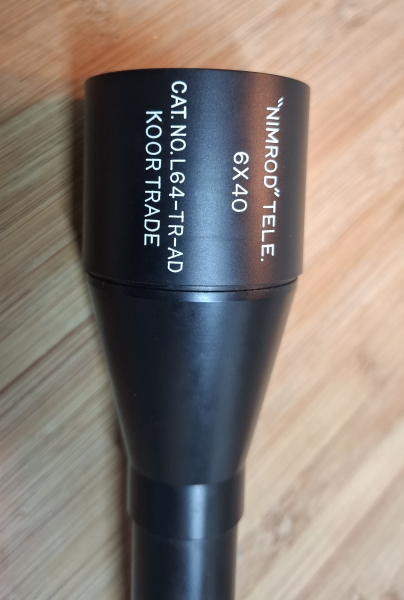 "NIMROD" TELE.
6X40
CAT. NO. L64-TR-AD
KOOR TRADE